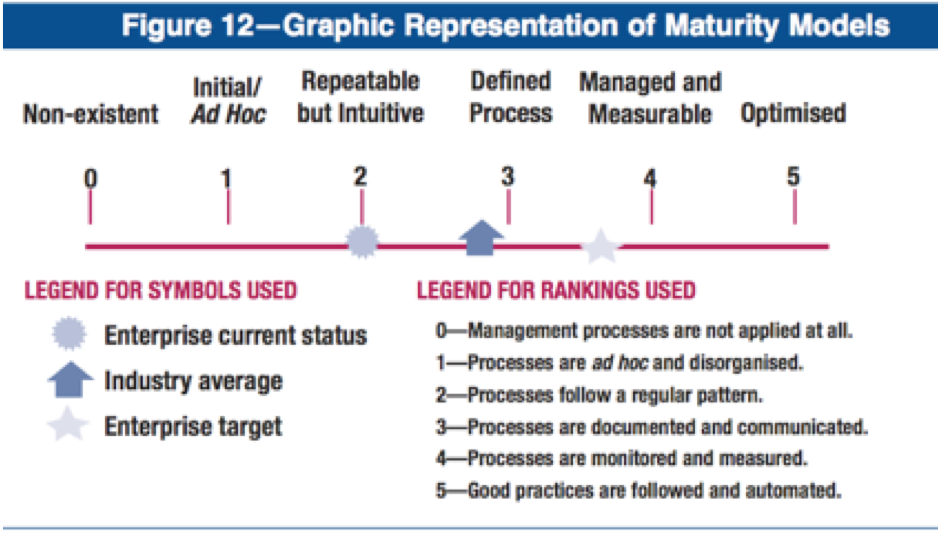 Figure 12—Graphic Representation of Maturity Models
Non-existent
Initial/
Ad Hoc
Repeatable
but Intuitive
Defined
Process
Managed and
Measurable
Optimised
0
1
2
3
4
5
LEGEND FOR SYMBOLS USED
Enterprise current status
Industry average
Enterprise target
LEGEND FOR RANKINGS USED
0—Management processes are not applied at all.
1—Processes are ad hoc and disorganised.
2—Processes follow a regular pattern.
3—Processes are documented and communicated.
4—Processes are monitored and measured.
5—Good practices are followed and automated.